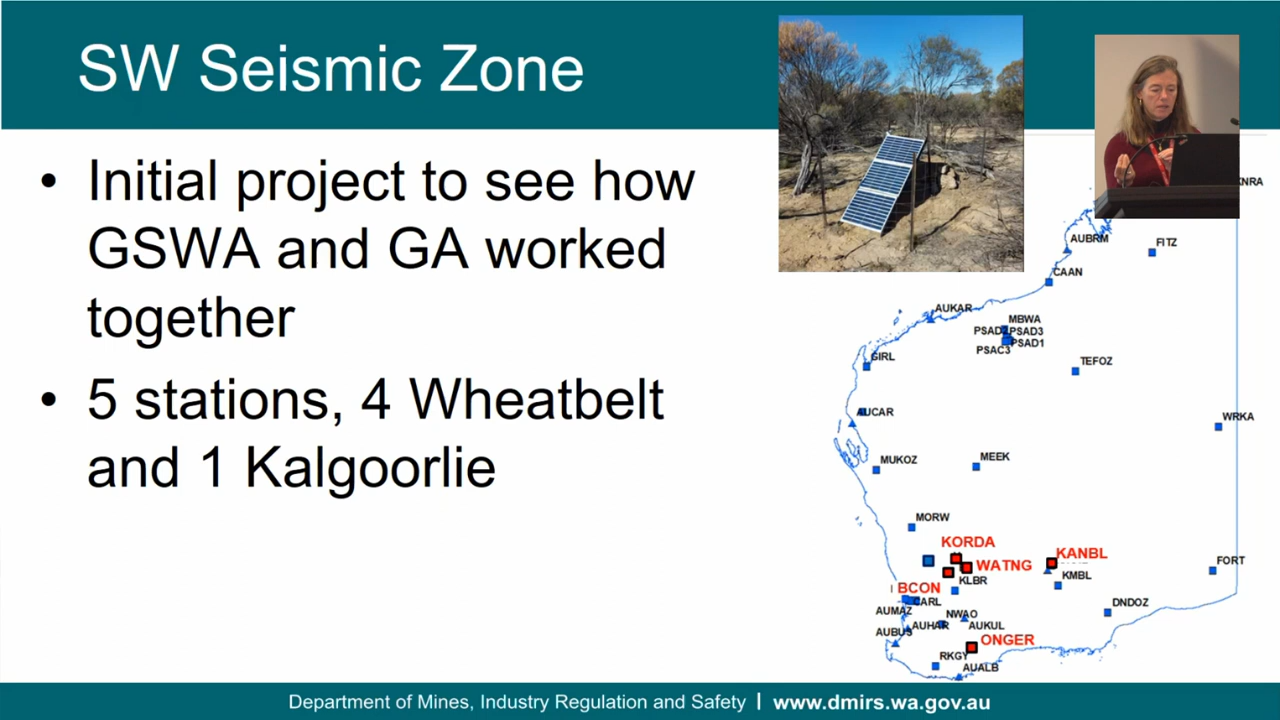 SW Seismic Zone
• Initial project to see how
GSWA and GA worked
together
• 5 stations, 4 Wheatbelt
and 1 Kalgoorlie
AUBRM
FITZ
CAAN
AUKAR
MBWA
PSAD2
PSAD3
PSAD1
PSAC3
GIRL
TEFOZ
AUCAR
WRKA
MUKOZ
MEEK
MORW
KORDA
WATNG
KANBL
FORT
KLBR
KMBL
BCON
CARL
DNDOZ
AUMAZ
NWAO
AUHAR
AUKUL
AUBUS
ONGER
RKGY
AUALB
Department of Mines, Industry Regulation and Safety | www.dmirs.wa.gov.au